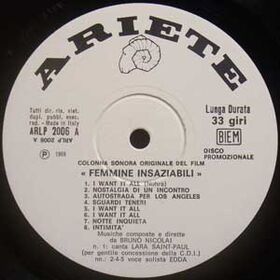 ARIETE
Tutti dir. ris. viet.
dupl. pubbl. esec.
red. - Made in Italy
ARLP 2006 A
ARLP 2006 A
Ⓟ 1969
Lunga Durata
33 giri
BIEM
DISCO
PROMOZIONALE
COLONNA SONORA ORIGINALE DEL FILM
« FEMMINE INSAZIABILI »
1. I WANT IT ALL
2. NOSTALGIA DI UN INCONTRO
3. AUTOSTRADA PER LOS ANGELES
4. SGUARDI TENERI
5. I WANT IT ALL
6. I WANT IT ALL
7. NOTTE INQUIETA
8. INTIMITA'
Musiche composte e dirette
da BRUNO NICOLAI
n. 1: canta LARA SAINT-PAUL
(per gentile concessione della C.D.I.)
nn.: 2-4-5 voce solista EDDA